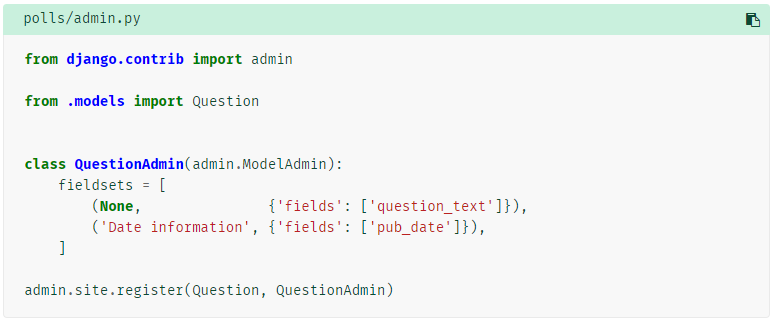 polls/admin.py
from django.contrib import admin
from .models import Question
class QuestionAdmin(admin.ModelAdmin):
    fieldsets = [
        (None,               {'fields': ['question_text']}),
        ('Date information', {'fields': ['pub_date']}),
    ]
admin.site.register(Question, QuestionAdmin)